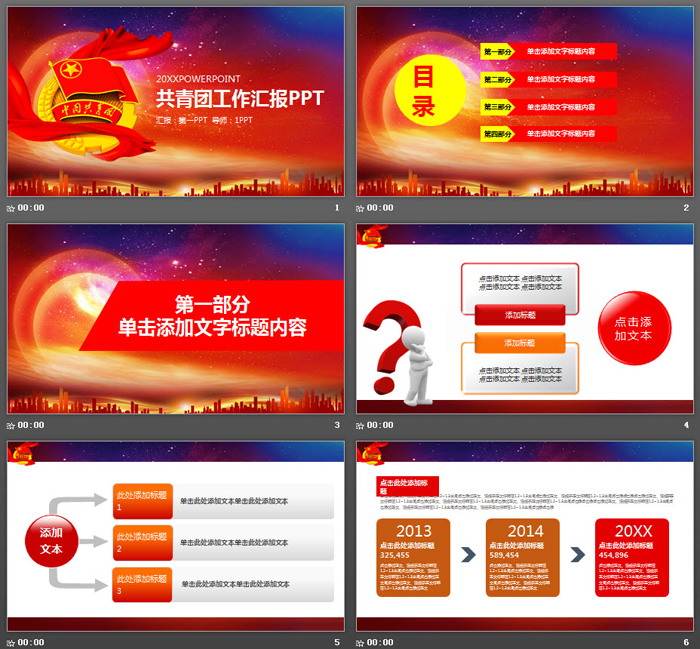 20XXPOWERPOINT
共青团工作汇报PPT
汇报：第一PPT 导师：1PPT
中国共青团
00:00
1
目
录
第一部分
单击添加文字标题内容
第二部分
单击添加文字标题内容
第三部分
单击添加文字标题内容
第四部分
单击添加文字标题内容
00:00
2
第一部分
单击添加文字标题内容
00:00
3
点击添加文本 点击添加文本
点击添加文本 点击添加文本
添加标题
添加标题
点击添加文本 点击添加文本
点击添加文本 点击添加文本
点击添
加文本
00:00
4
添加
文本
此处添加标题
1
单击此处添加文本单击此处添加文本
此处添加标题
2
单击此处添加文本单击此处添加文本
此处添加标题
3
单击此处添加文本单击此处添加文本
00:00
5
点击此处添加标
题
2013
点击此处添加标题
325,455
2014
点击此处添加标题
589,454
20XX
点击此处添加标题
454,896
00:00
6